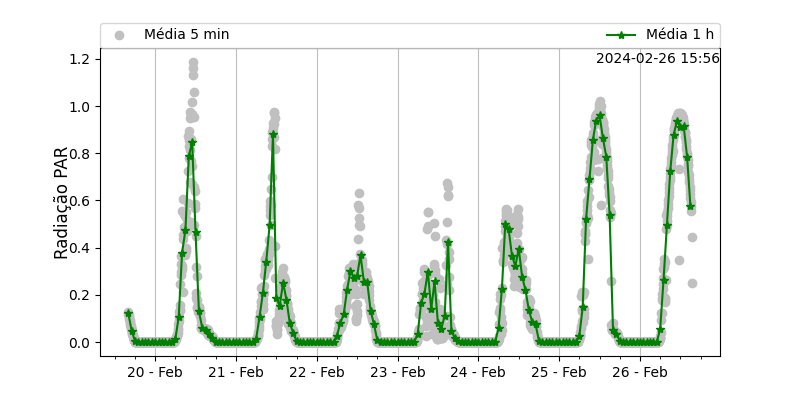 Média 5 min
Média 1 h
2024-02-26 15:56
Radiação PAR
1.2
1.0
0.8
0.6
0.4
0.2
0.0
20 - Feb
21 - Feb
22 - Feb
23 - Feb
24 - Feb
25 - Feb
26 - Feb